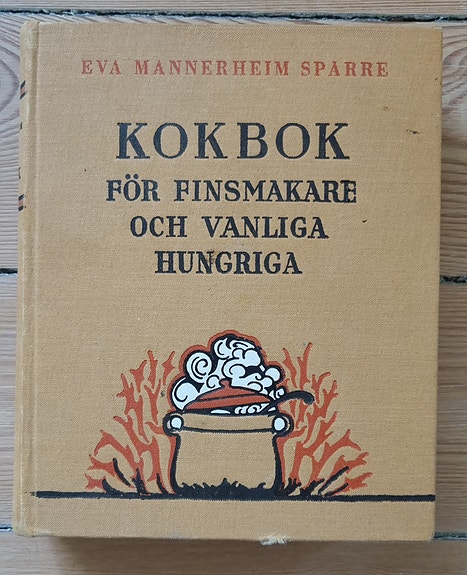 EVA MANNERHEIM SPARRE
KOKBOK
FÖR FINSMAKARE
OCH VANLIGA
HUNGRIGA